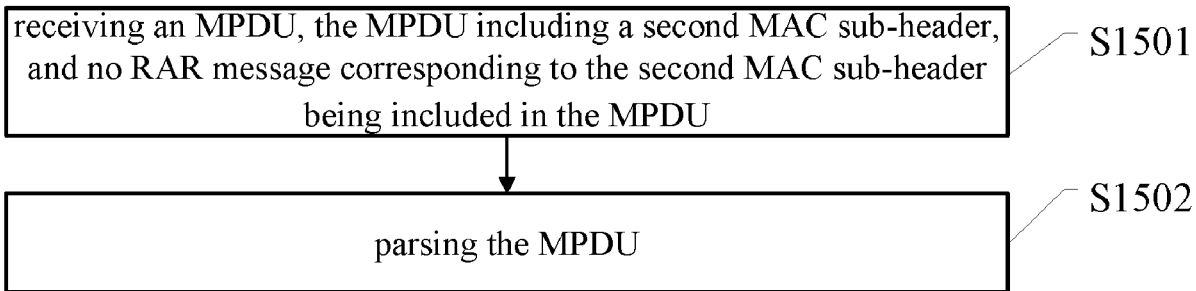 receiving an MPDU, the MPDU including a second MAC sub-header,
and no RAR message corresponding to the second MAC sub-header
being included in the MPDU
S1501
parsing the MPDU
S1502